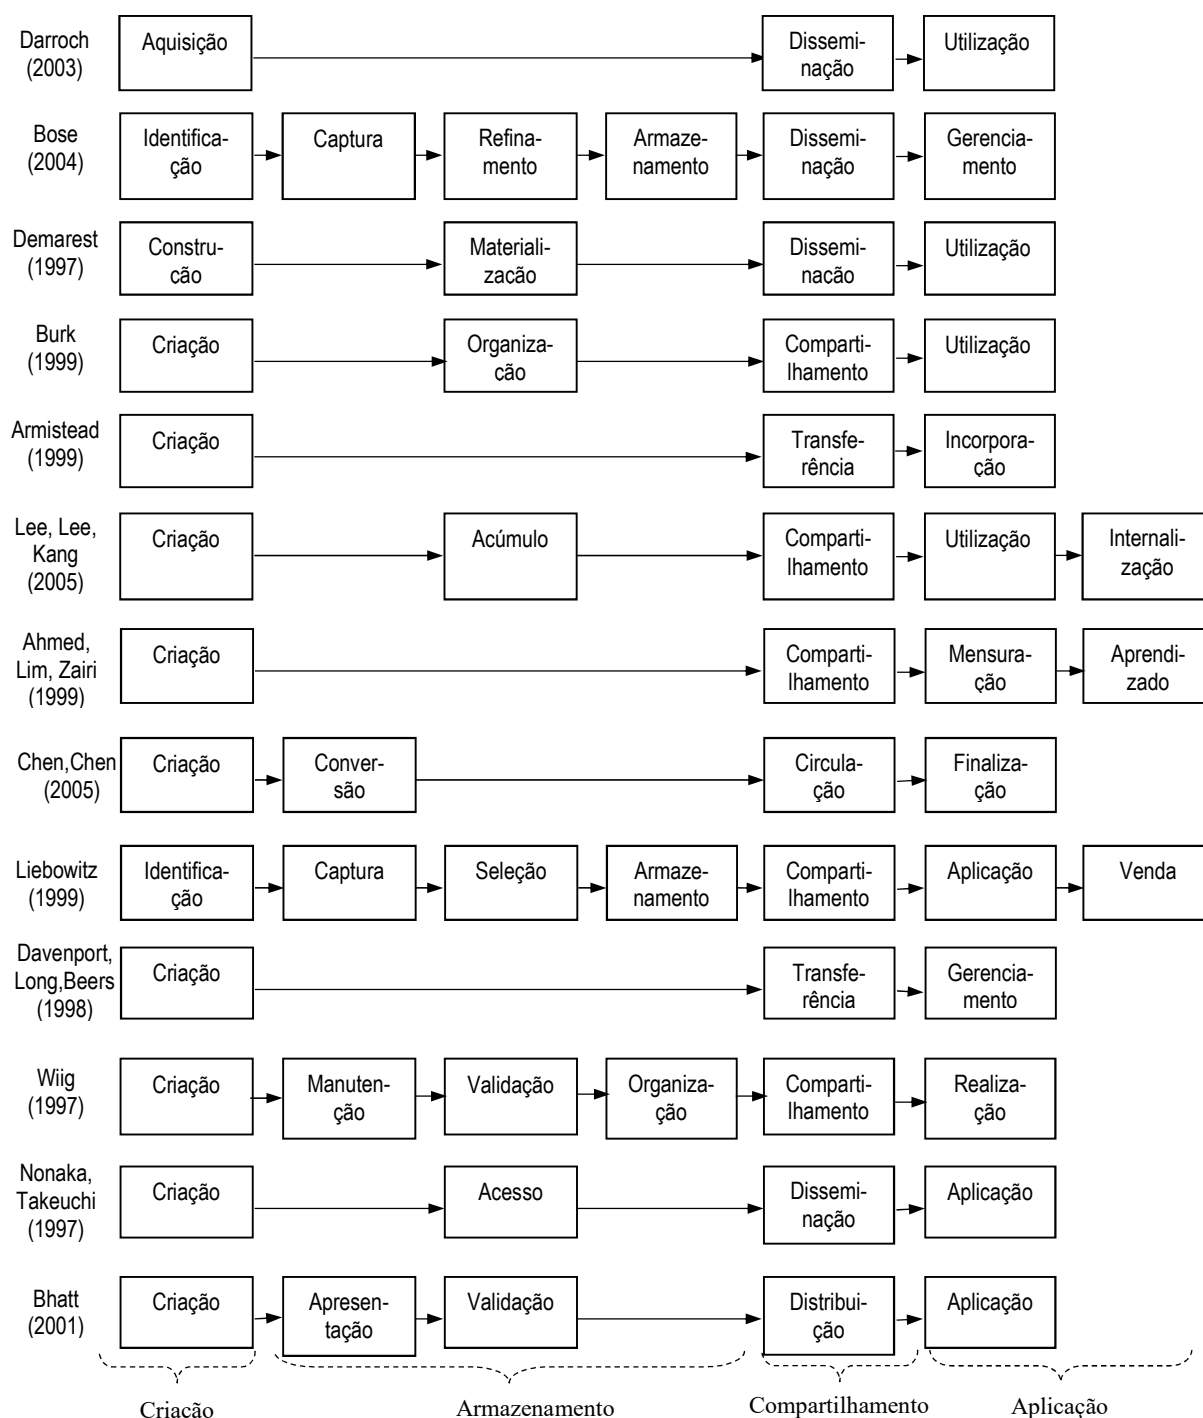 Darroch
(2003)
Aquisição
Dissemi-
nação
Utilização
Bose
(2004)
Identifica-
ção
Captura
Refina-
mento
Armaze-
namento
Dissemi-
nação
Gerencia-
mento
Demarest
(1997)
Constru-
cão
Materiali-
zacão
Dissemi-
nacão
Utilização
Burk
(1999)
Criação
Organiza-
cão
Comparti-
lhamento
Utilização
Armistead
(1999)
Criação
Transfe-
rência
Incorpora-
ção
Lee, Lee,
Kang
(2005)
Criação
Acúmulo
Comparti-
lhamento
Utilização
Internali-
zação
Ahmed,
Lim, Zairi
(1999)
Criação
Comparti-
lhamento
Mensura-
ção
Aprendi-
zado
Chen,Chen
(2005)
Criação
Conver-
são
Circula-
ção
Finaliza-
ção
Liebowitz
(1999)
Identifica-
ção
Captura
Seleção
Armaze-
namento
Comparti-
lhamento
Aplicação
Venda
Davenport,
Long,Beers
(1998)
Criação
Transfe-
rência
Gerencia-
mento
Wiig
(1997)
Criação
Manuten-
ção
Validação
Organiza-
ção
Comparti-
lhamento
Realiza-
ção
Nonaka,
Takeuchi
(1997)
Criação
Acesso
Dissemi-
nação
Aplicação
Bhatt
(2001)
Criação
Apresen-
tação
Validação
Distribui-
ção
Aplicação
Criacão
Armazenamento
Compartilhamento
Aplicação